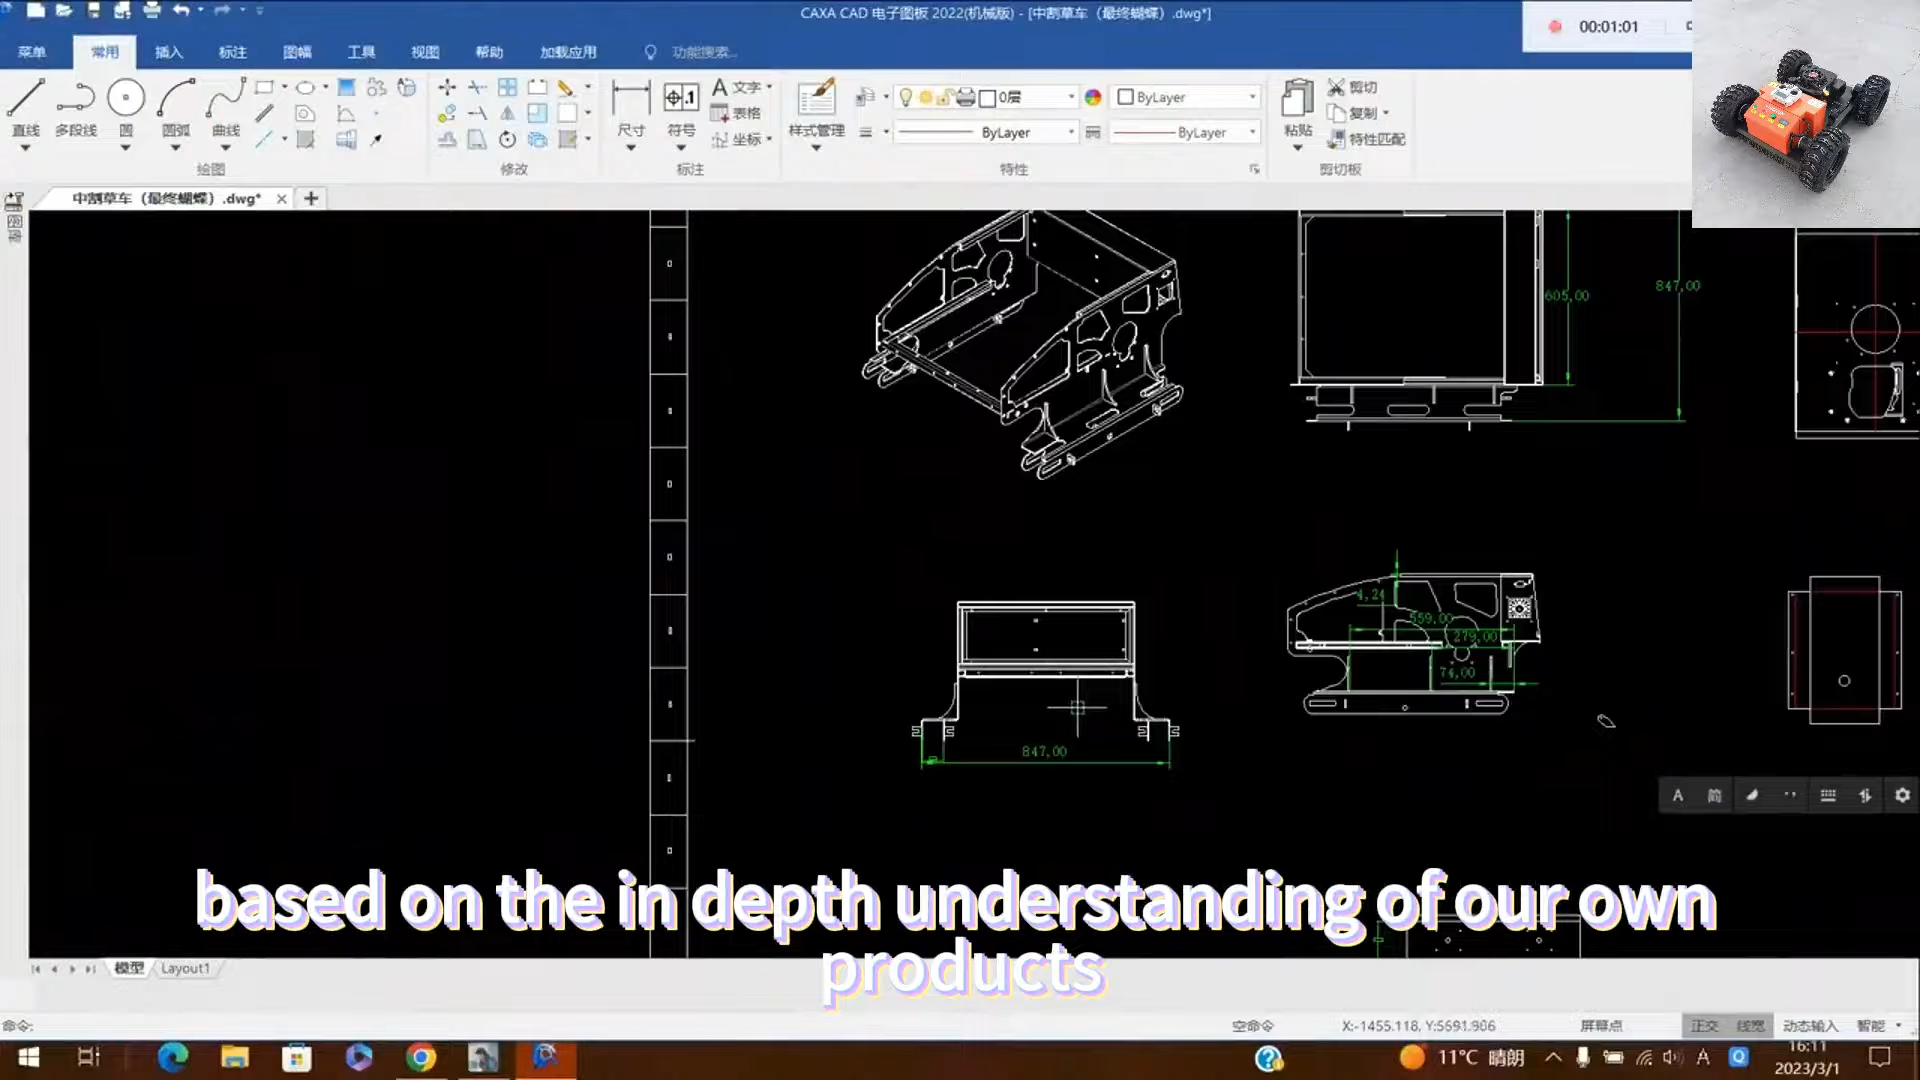 CAXA CAD 电子图板 2022(机械版) - [中割草车（最终蝴蝶）.dwg*]
00:01:01
菜单 常用 插入 标注 图幅 工具 视图 帮助 加载应用 功能搜索...
直线 多段线 圆 圆弧 曲线
尺寸 符号 文字 表格 坐标
样式管理 0层 ByLayer
ByLayer ByLayer
粘贴 剪切 复制 特性匹配
绘图 修改 标注 特性 剪切板
中割草车（最终蝴蝶）.dwg*
605,00 847,00
4,24
559,00
279,00
74,00
847,00
A 简
based on the in depth understanding of our own
products
模型 Layout1
命令: 空命令 X:-1455.118, Y:5691.906 屏幕点 正交 线宽 动态输入 智能
11°C 晴朗 A 16:11
2023/3/1